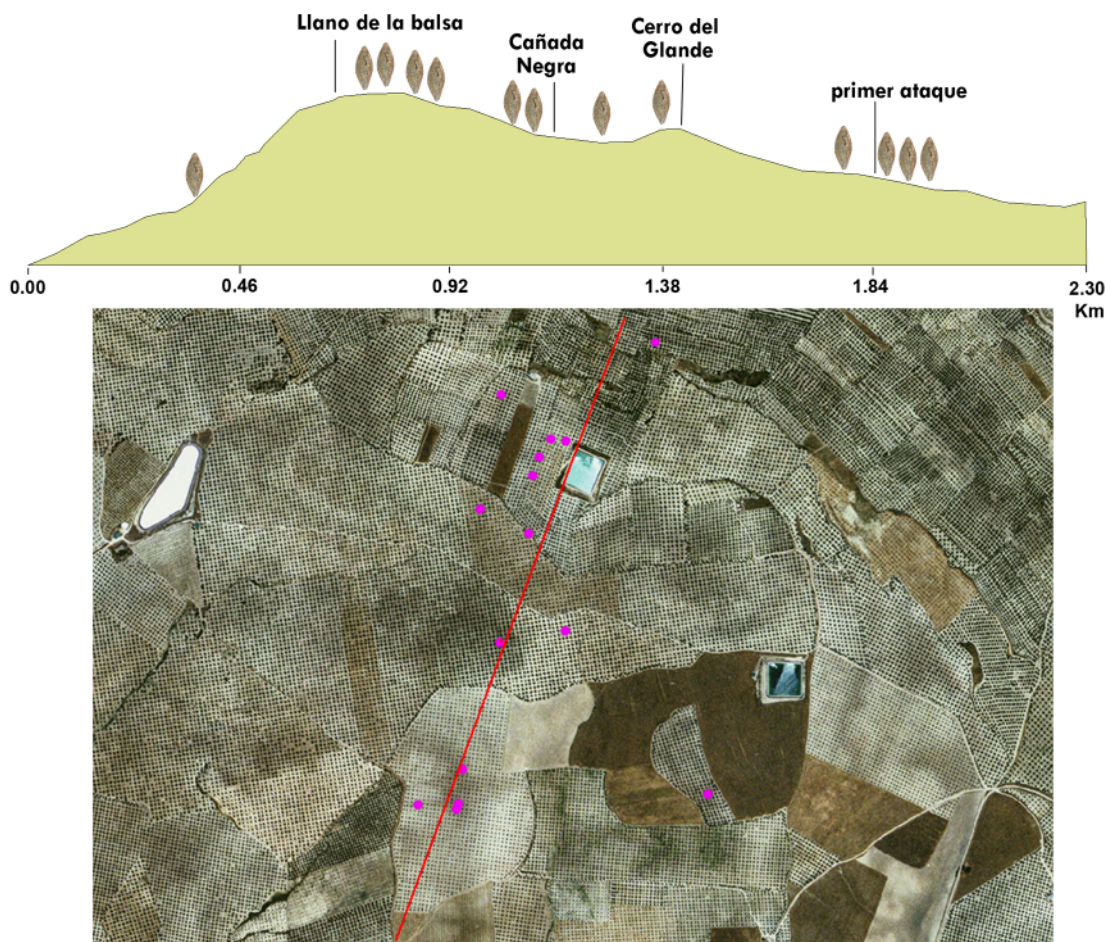 Llano de la balsa
Cañada
Negra
Cerro del
Glande
primer ataque
0.00
0.46
0.92
1.38
1.84
2.30
Km